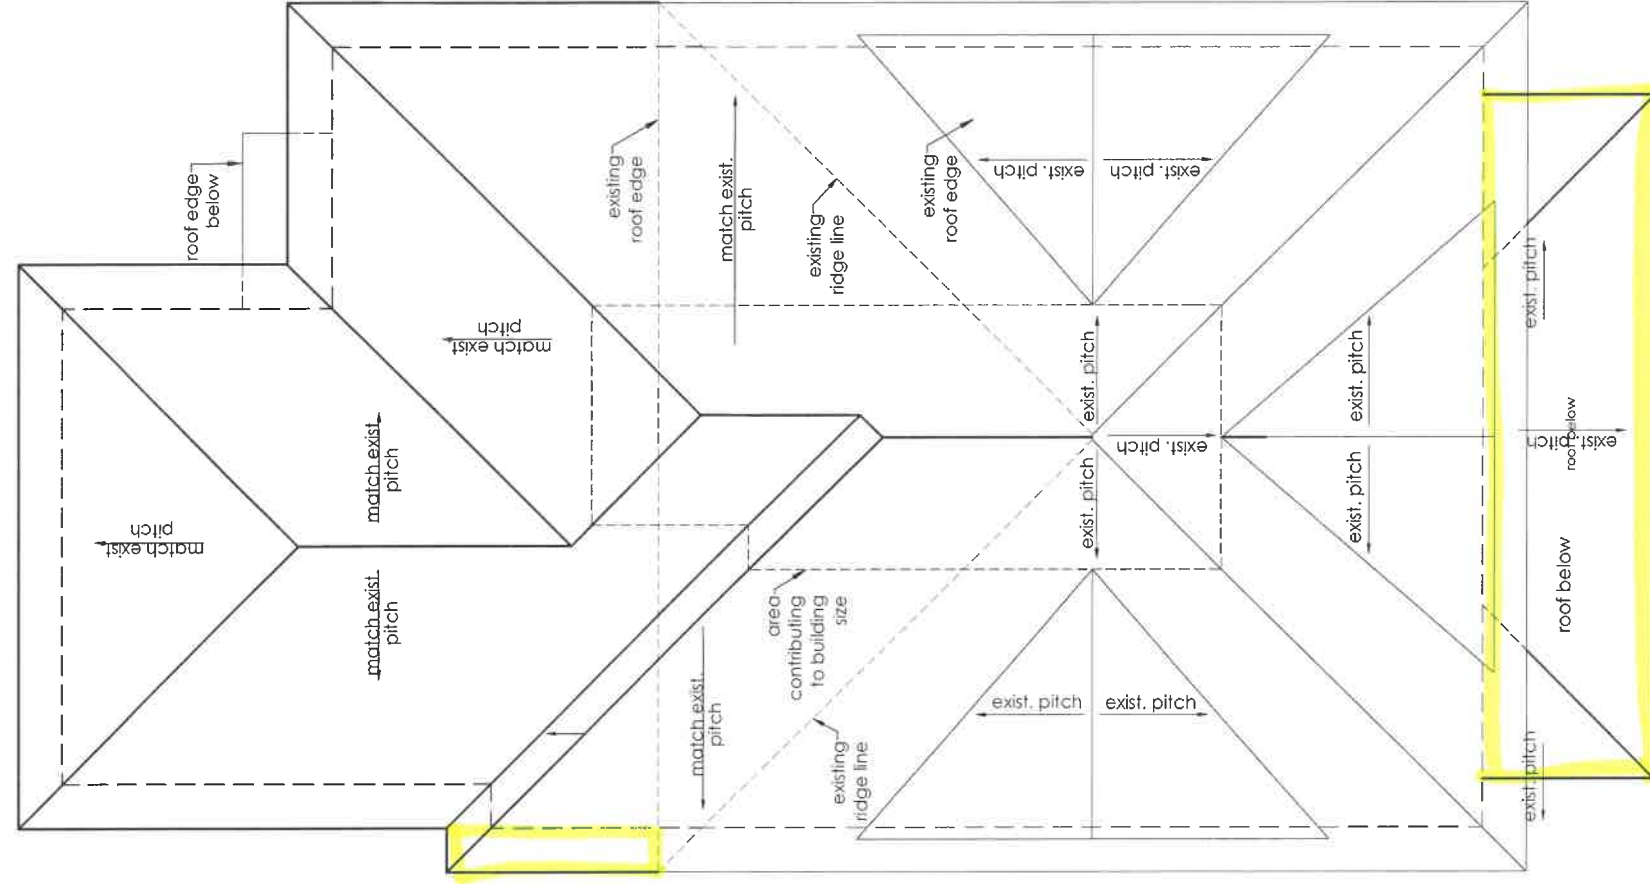 roof edge
below
existing
roof edge
match exist.
pitch
existing
ridge line
existing
roof edge
exist. pitch
exist. pitch
match exist
pitch
match exist
pitch
match exist
pitch
match exist.
pitch
exist. pitch
exist. pitch
exist. pitch
exist. pitch
exist. pitch
exist. pitch
exist. pitch
roof below
roof below
area
contributing
to building
size
match exist.
pitch
existing
ridge line
exist. pitch
exist. pitch
exist. pitch